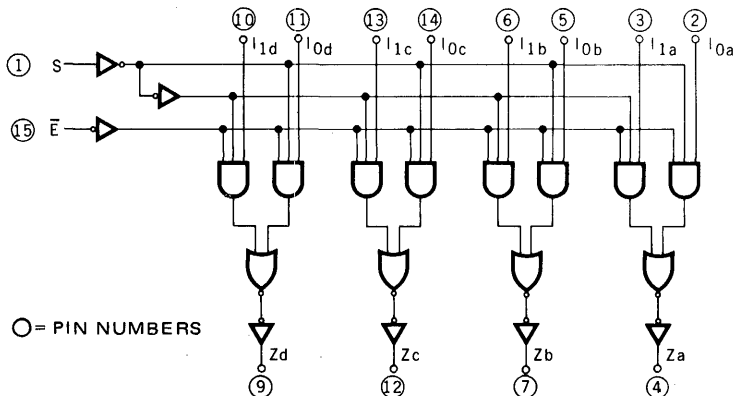 10 11 13 14 6 5 3 2
I1d I0d I1c I0c I1b I0b I1a I0a
1 S
15 E̅
○= PIN NUMBERS
Zd Zc Zb Za
9 12 7 4